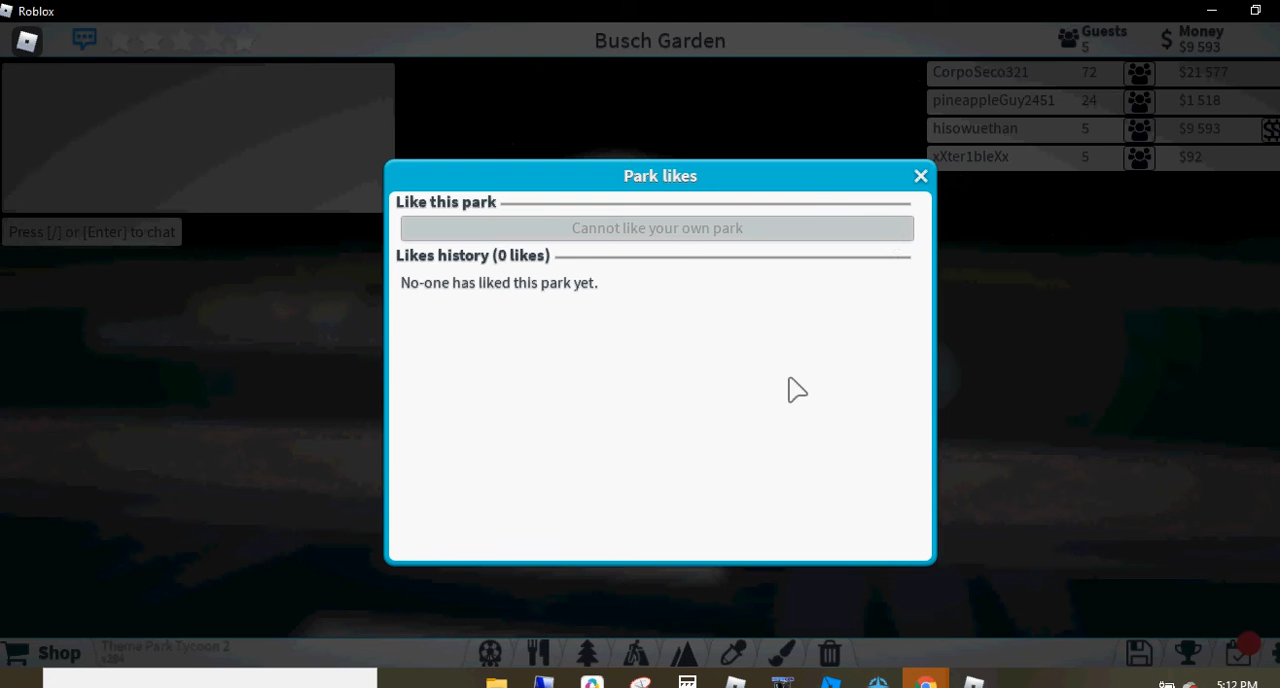 Roblox
Busch Garden
Guests
5
Money
$9 593
CorpoSeco321 72 $21 577
pineappleGuy2451 24 $1 518
hisowuethan 5 $9 593
xXter1bleXx 5 $92
Press [/] or [Enter] to chat
Park likes
Like this park
Cannot like your own park
Likes history (0 likes)
No-one has liked this park yet.
Shop
Theme Park Tycoon 2
5:12 PM